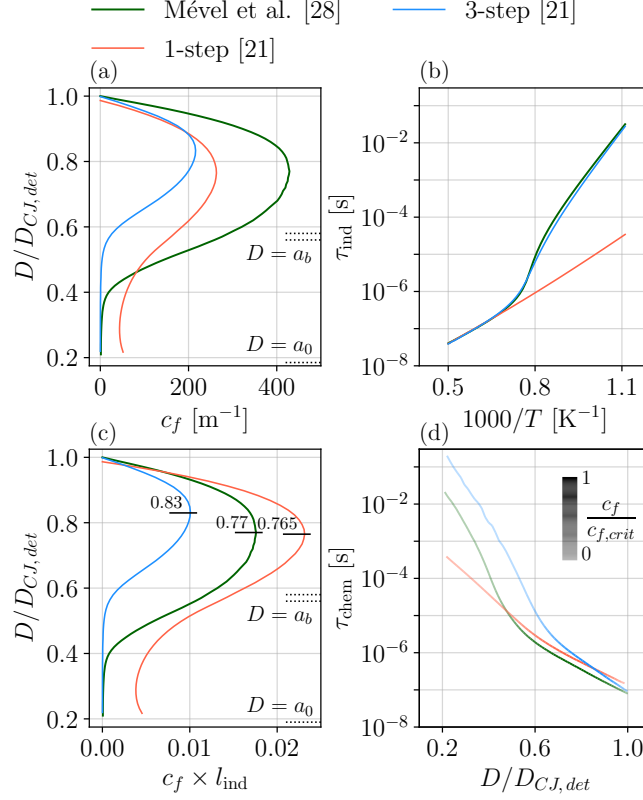 Mével et al. [28]
3-step [21]
1-step [21]
(a)
D/D_{CJ,det}
1.0
0.8
0.6
0.4
0.2
D = a_b
D = a_0
0
200
400
c_f [m⁻¹]
(b)
τ_ind [s]
10⁻²
10⁻⁴
10⁻⁶
10⁻⁸
0.5
0.8
1.1
1000/T [K⁻¹]
(c)
D/D_{CJ,det}
1.0
0.8
0.6
0.4
0.2
0.83
0.77
0.765
D = a_b
D = a_0
0.00
0.01
0.02
c_f × l_ind
(d)
τ_chem [s]
10⁻²
10⁻⁴
10⁻⁶
10⁻⁸
1
0
c_f
c_{f,crit}
0.2
0.6
1.0
D/D_{CJ,det}